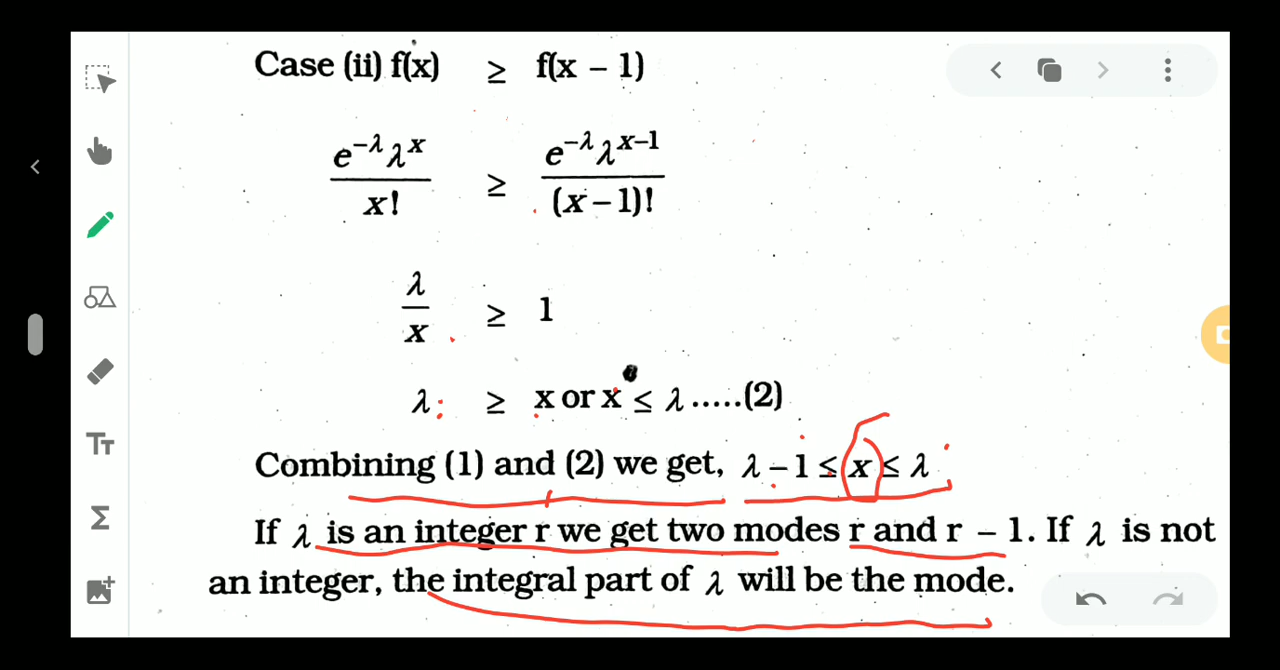 Case (ii) f(x) ≥ f(x – 1)
e^{-λ} λ^x / x! ≥ e^{-λ} λ^{x–1} / (x – 1)!
λ / x ≥ 1
λ ≥ x or x ≤ λ .....(2)
Combining (1) and (2) we get, λ – 1 ≤ x ≤ λ
If λ is an integer r we get two modes r and r – 1. If λ is not
an integer, the integral part of λ will be the mode.
Tт
Σ